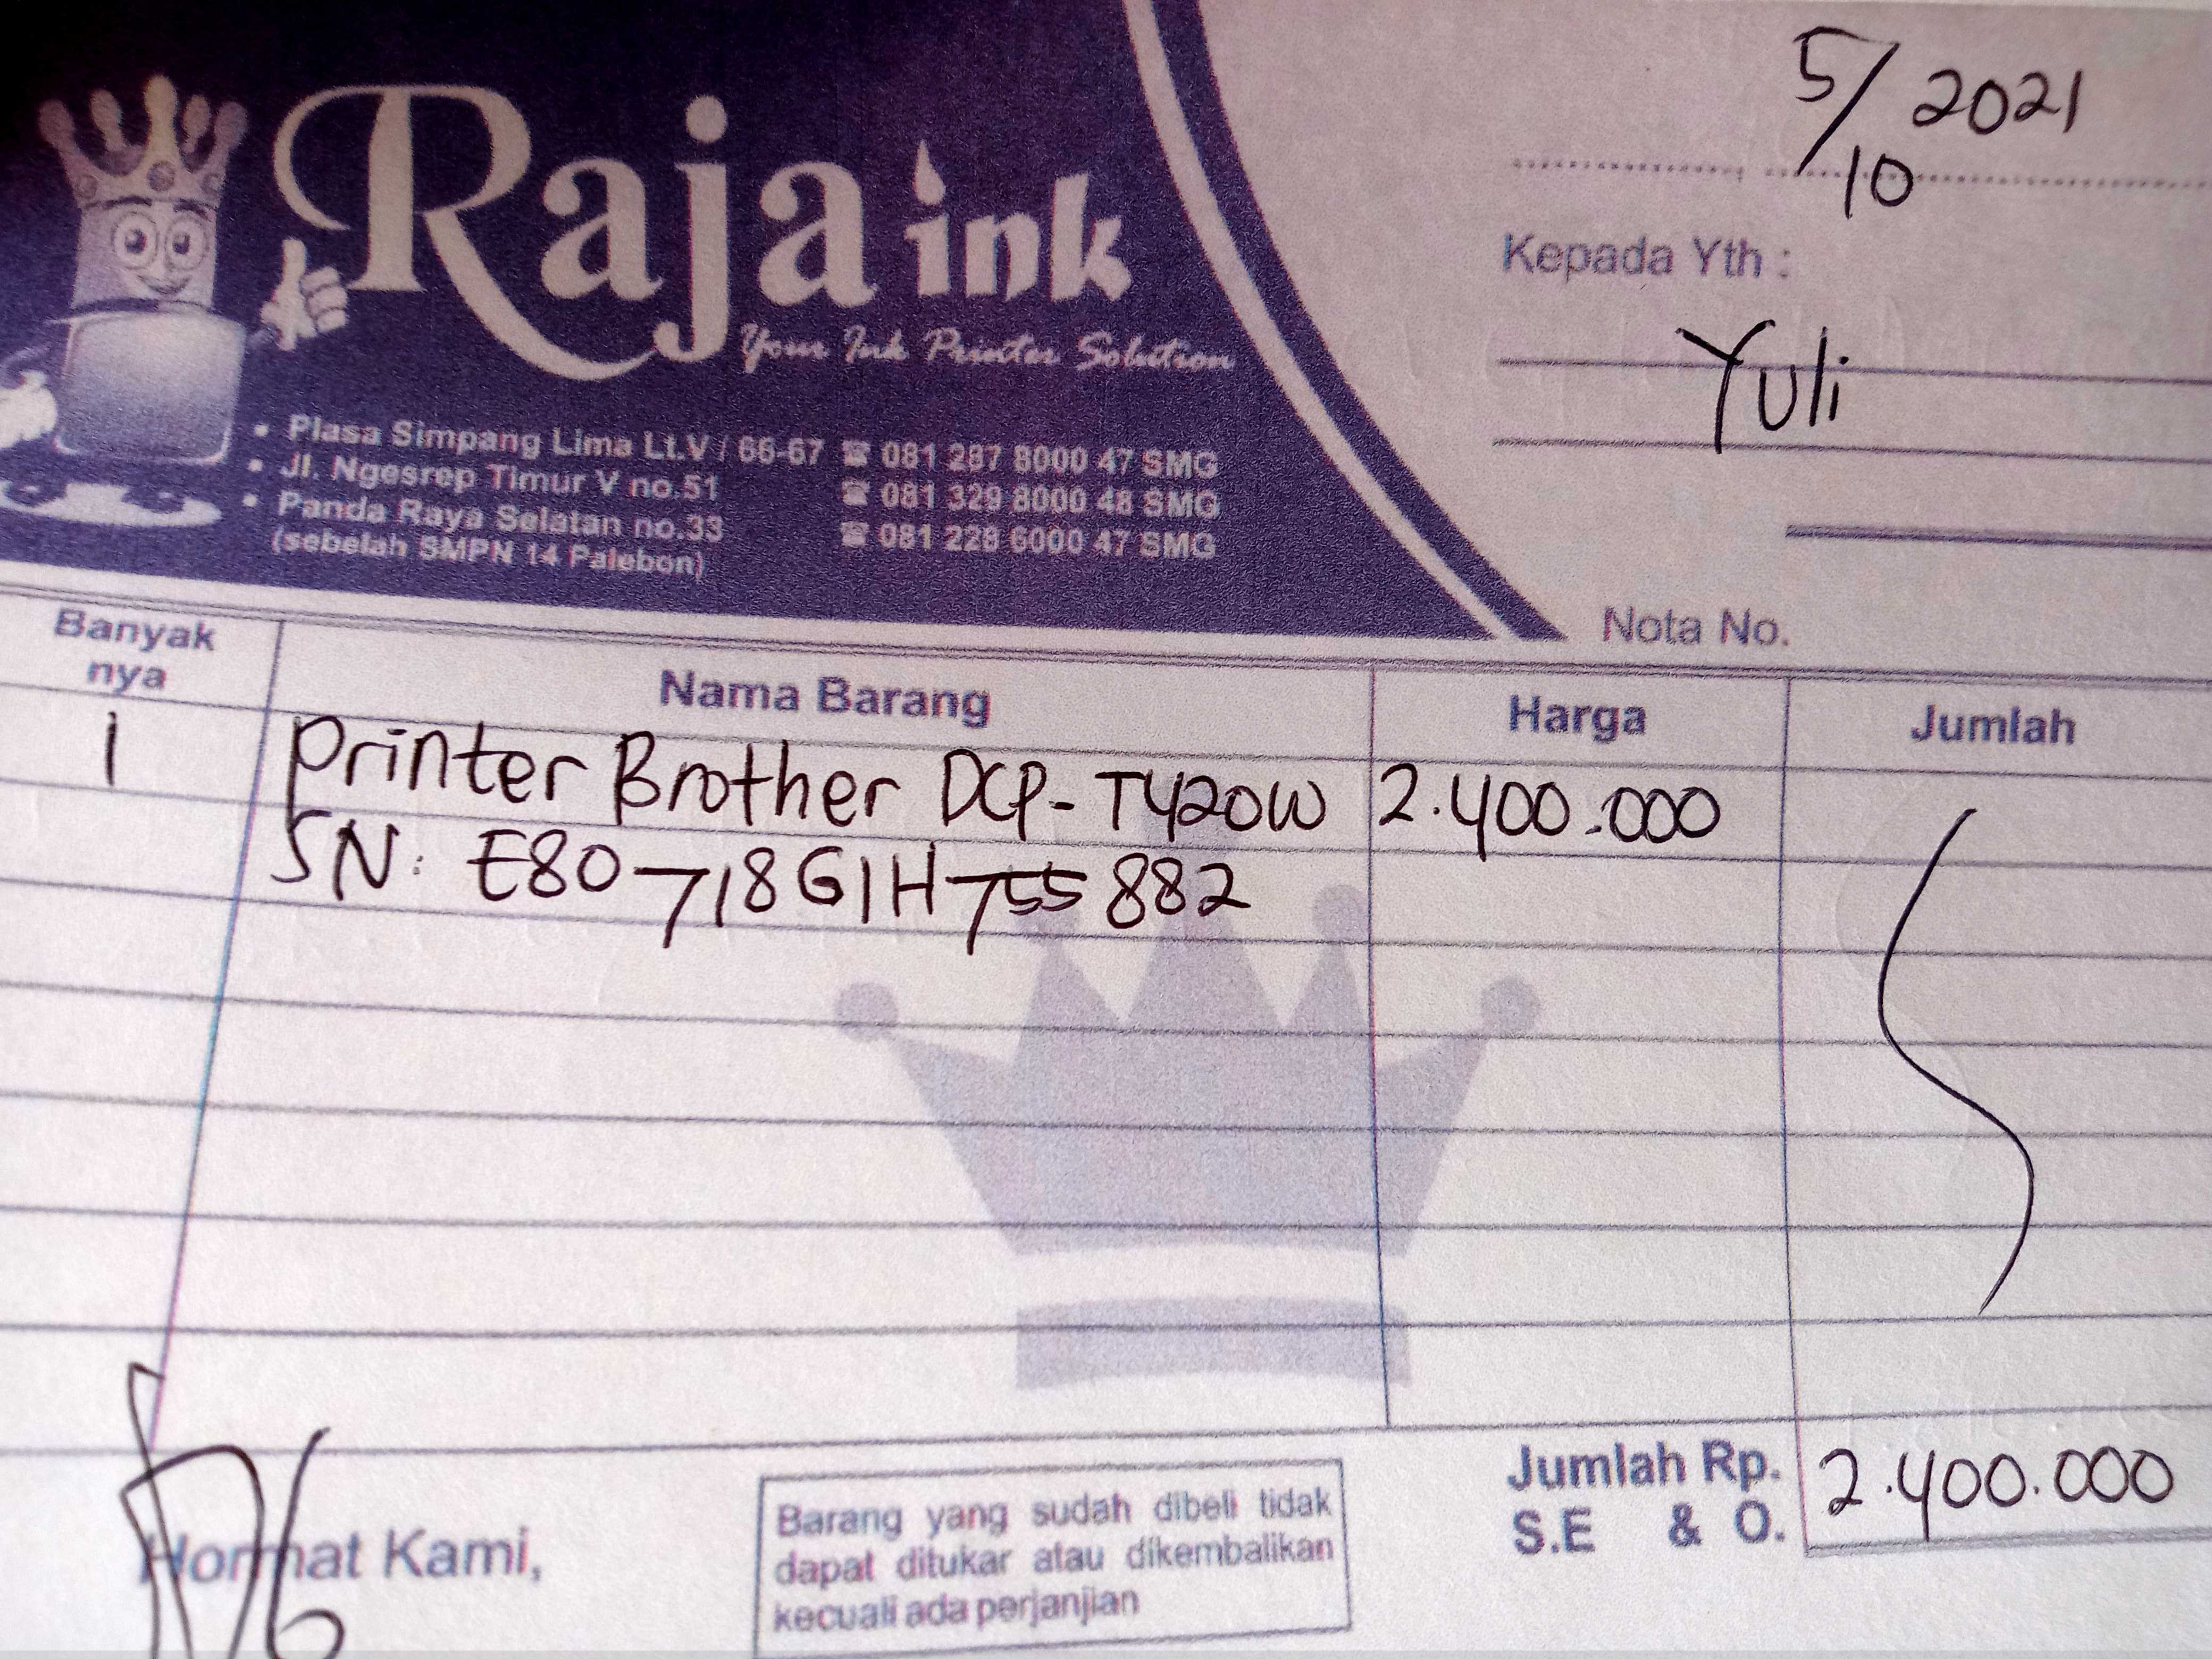 Raja ink
Your Ink Printer Solution
• Plasa Simpang Lima Lt.V / 66-67 ☎ 081 287 8000 47 SMG
• Jl. Ngesrep Timur V no.51 ☎ 081 329 8000 48 SMG
• Panda Raya Selatan no.33 ☎ 081 228 6000 47 SMG
(sebelah SMPN 14 Palebon)
5/10 2021
Kepada Yth :
Yuli
Nota No.
Banyak nya Nama Barang Harga Jumlah
1 Printer Brother DCP-T420W 2.400.000
SN: E80718G1H755882
Jumlah Rp. 2.400.000
S.E & O.
Hormat Kami,
Barang yang sudah dibeli tidak
dapat ditukar atau dikembalikan
kecuali ada perjanjian